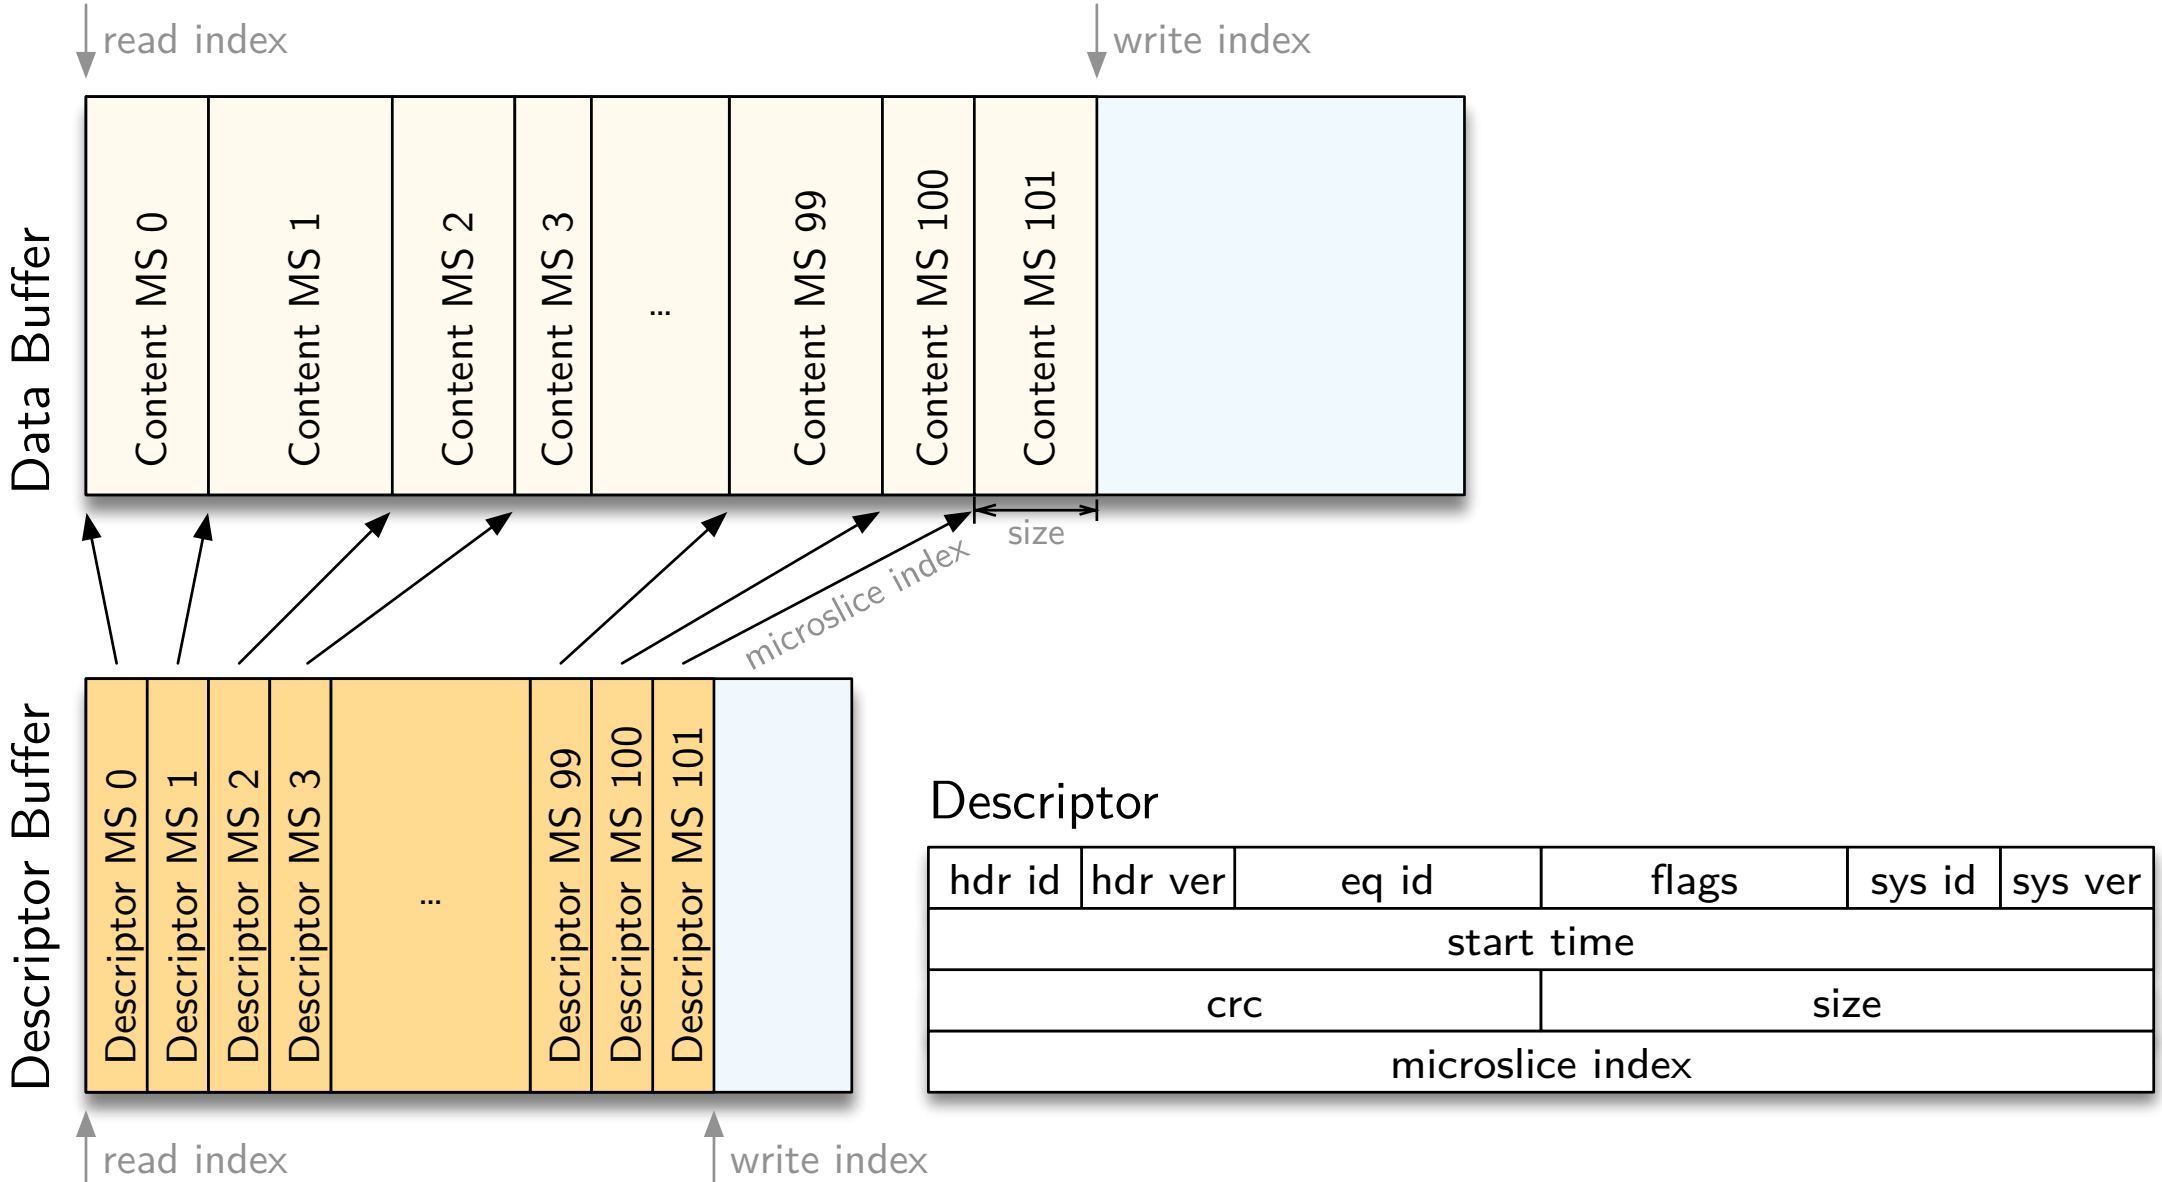 read index
write index
Data Buffer
Content MS 0
Content MS 1
Content MS 2
Content MS 3
...
Content MS 99
Content MS 100
Content MS 101
size
microslice index
Descriptor Buffer
Descriptor MS 0
Descriptor MS 1
Descriptor MS 2
Descriptor MS 3
...
Descriptor MS 99
Descriptor MS 100
Descriptor MS 101
read index
write index
Descriptor
hdr id hdr ver eq id flags sys id sys ver
start time
crc size
microslice index